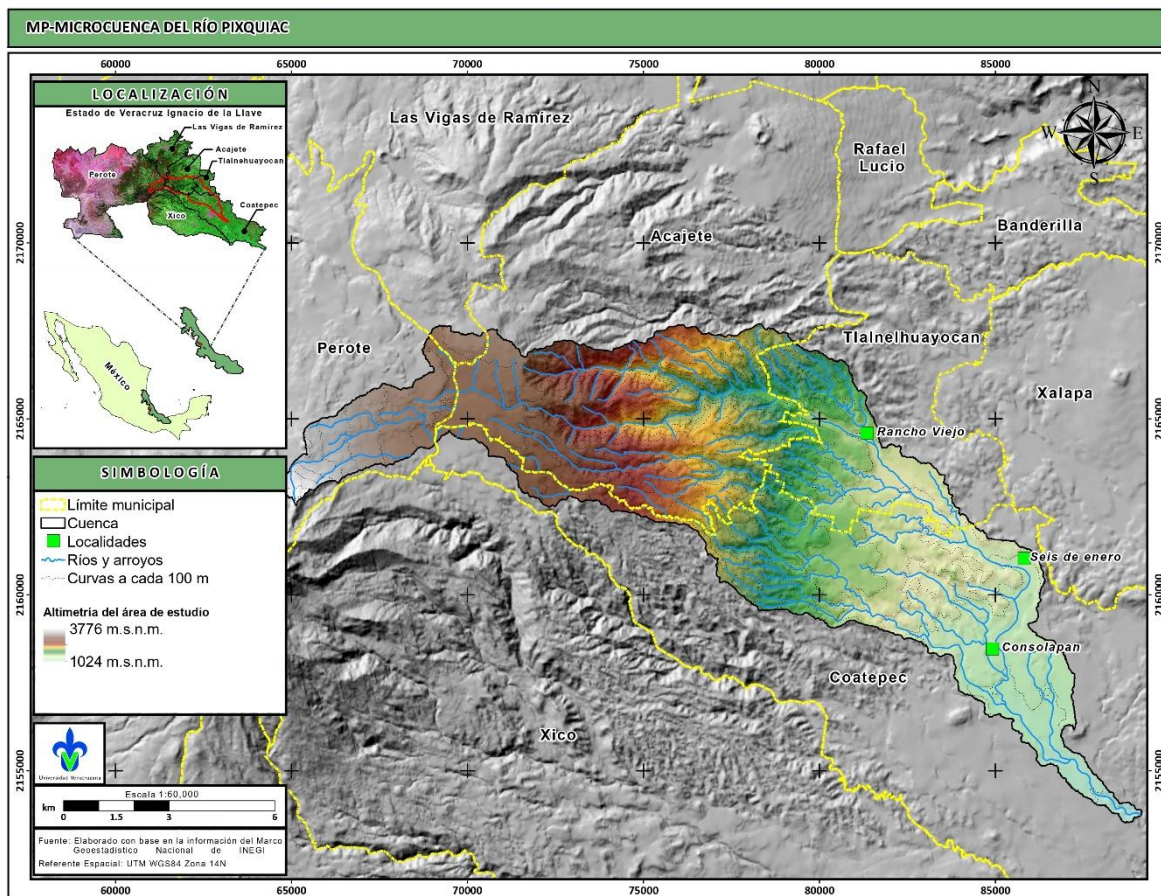 MP-MICROCUENCA DEL RÍO PIXQUIAC
60000 65000 70000 75000 80000 85000
LOCALIZACIÓN
Estado de Veracruz Ignacio de la Llave
Las Vigas de Ramírez
Acajete
Tlalnehuayocan
Perote
Xico
Coatepec
México
SIMBOLOGÍA
Límite municipal
Cuenca
Localidades
Ríos y arroyos
Curvas a cada 100 m
Altimetria del área de estudio
3776 m.s.n.m.
1024 m.s.n.m.
Universidad Veracruzana
Escala 1:60,000
km 0 1.5 3 6
Fuente: Elaborado con base en la información del Marco
Geoestadístico Nacional de INEGI
Referente Espacial: UTM WGS84 Zona 14N
N
W E
S
Las Vigas de Ramírez
Rafael
Lucio
Banderilla
Acajete
Perote
Tlalnelhuayocan
Xalapa
Rancho Viejo
Seis de enero
Consolapan
Coatepec
Xico
2170000
2165000
2160000
2155000
2170000
2165000
2160000
2155000
60000 65000 70000 75000 80000 85000